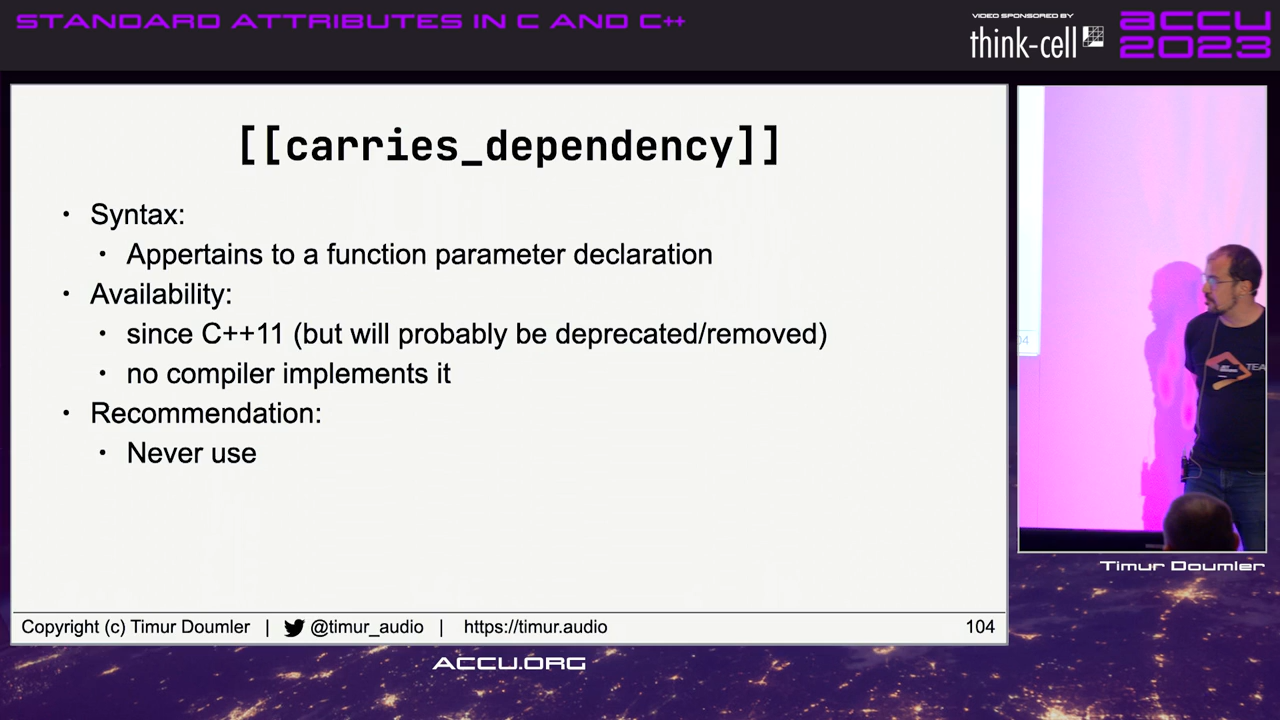 STANDARD ATTRIBUTES IN C AND C++
VIDEO SPONSORED BY
think-cell
ACCU
2023
[[carries_dependency]]
• Syntax:
• Appertains to a function parameter declaration
• Availability:
• since C++11 (but will probably be deprecated/removed)
• no compiler implements it
• Recommendation:
• Never use
Copyright (c) Timur Doumler | @timur_audio | https://timur.audio
104
04
TEA
Timur Doumler
ACCU.ORG